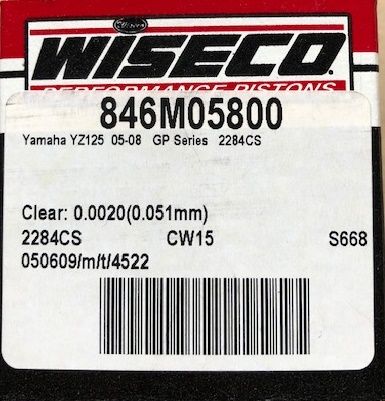 WISECO
PERFORMANCE PISTONS
846M05800
Yamaha YZ125 05-08 GP Series 2284CS
Clear: 0.0020(0.051mm)
2284CS CW15 S668
050609/m/t/4522